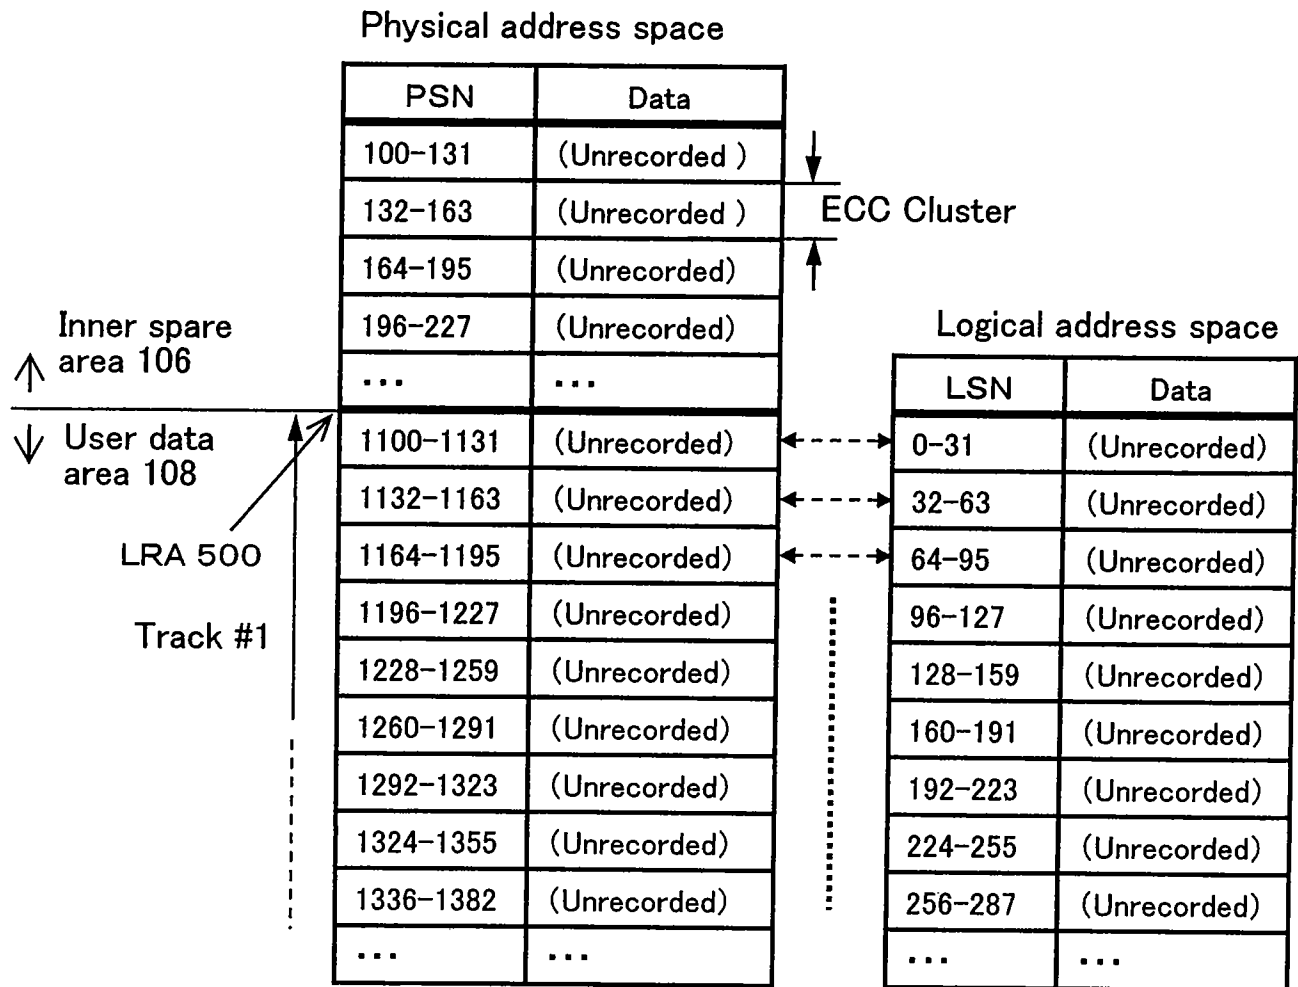 Physical address space
PSN Data
100-131 (Unrecorded )
132-163 (Unrecorded )
ECC Cluster
164-195 (Unrecorded)
196-227 (Unrecorded)
... ...
Inner spare
area 106
User data
area 108
LRA 500
Track #1
1100-1131 (Unrecorded)
1132-1163 (Unrecorded)
1164-1195 (Unrecorded)
1196-1227 (Unrecorded)
1228-1259 (Unrecorded)
1260-1291 (Unrecorded)
1292-1323 (Unrecorded)
1324-1355 (Unrecorded)
1336-1382 (Unrecorded)
... ...
Logical address space
LSN Data
0-31 (Unrecorded)
32-63 (Unrecorded)
64-95 (Unrecorded)
96-127 (Unrecorded)
128-159 (Unrecorded)
160-191 (Unrecorded)
192-223 (Unrecorded)
224-255 (Unrecorded)
256-287 (Unrecorded)
... ...